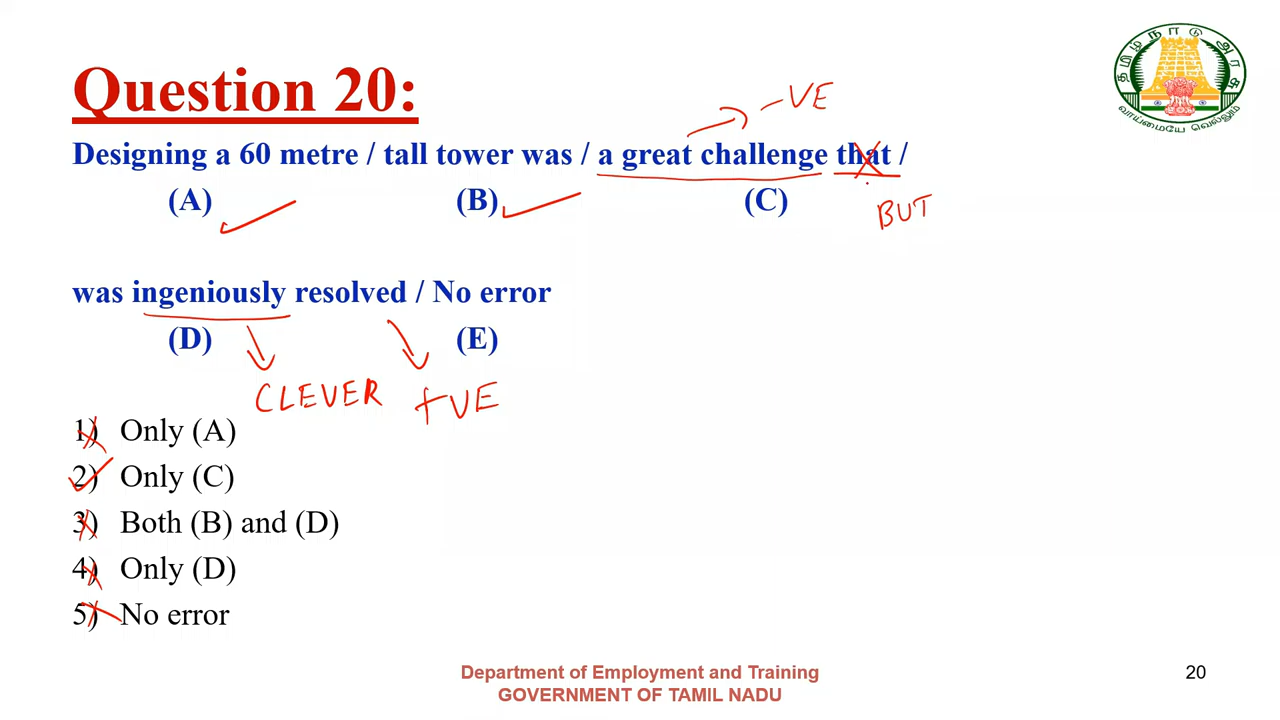 தமிழ்நாடு அரசு
வாய்மையே வெல்லும்
Question 20:
-VE
Designing a 60 metre / tall tower was / a great challenge that /
(A) (B) (C)
BUT
was ingeniously resolved / No error
(D) (E)
CLEVER +VE
1) Only (A)
2) Only (C)
3) Both (B) and (D)
4) Only (D)
5) No error
Department of Employment and Training
GOVERNMENT OF TAMIL NADU
20